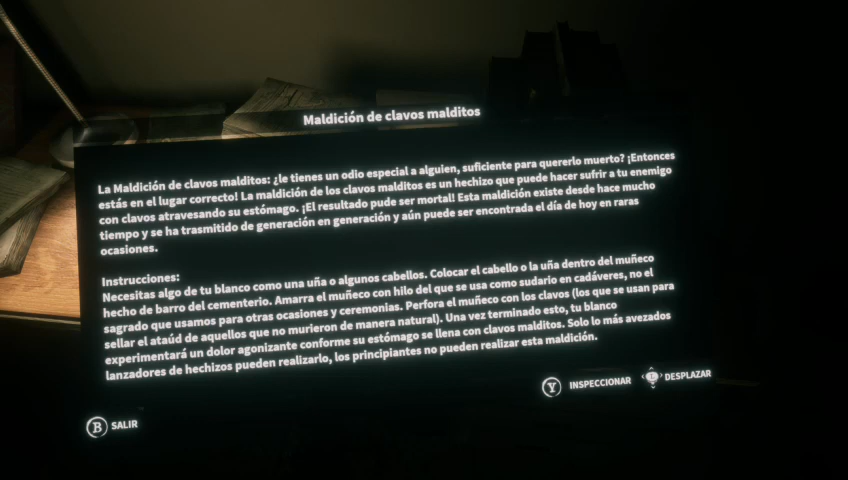 Maldición de clavos malditos
La Maldición de clavos malditos: ¿le tienes un odio especial a alguien, suficiente para quererlo muerto? ¡Entonces
estás en el lugar correcto! La maldición de los clavos malditos es un hechizo que puede hacer sufrir a tu enemigo
con clavos atravesando su estómago. ¡El resultado pude ser mortal! Esta maldición existe desde hace mucho
tiempo y se ha trasmitido de generación en generación y aún puede ser encontrada el día de hoy en raras
ocasiones.
Instrucciones:
Necesitas algo de tu blanco como una uña o algunos cabellos. Colocar el cabello o la uña dentro del muñeco
hecho de barro del cementerio. Amarra el muñeco con hilo del que se usa como sudario en cadáveres, no el
sagrado que usamos para otras ocasiones y ceremonias. Perfora el muñeco con los clavos (los que se usan para
sellar el ataúd de aquellos que no murieron de manera natural). Una vez terminado esto, tu blanco
experimentará un dolor agonizante conforme su estómago se llena con clavos malditos. Solo lo más avezados
lanzadores de hechizos pueden realizarlo, los principiantes no pueden realizar esta maldición.
Y INSPECCIONAR L DESPLAZAR
B SALIR